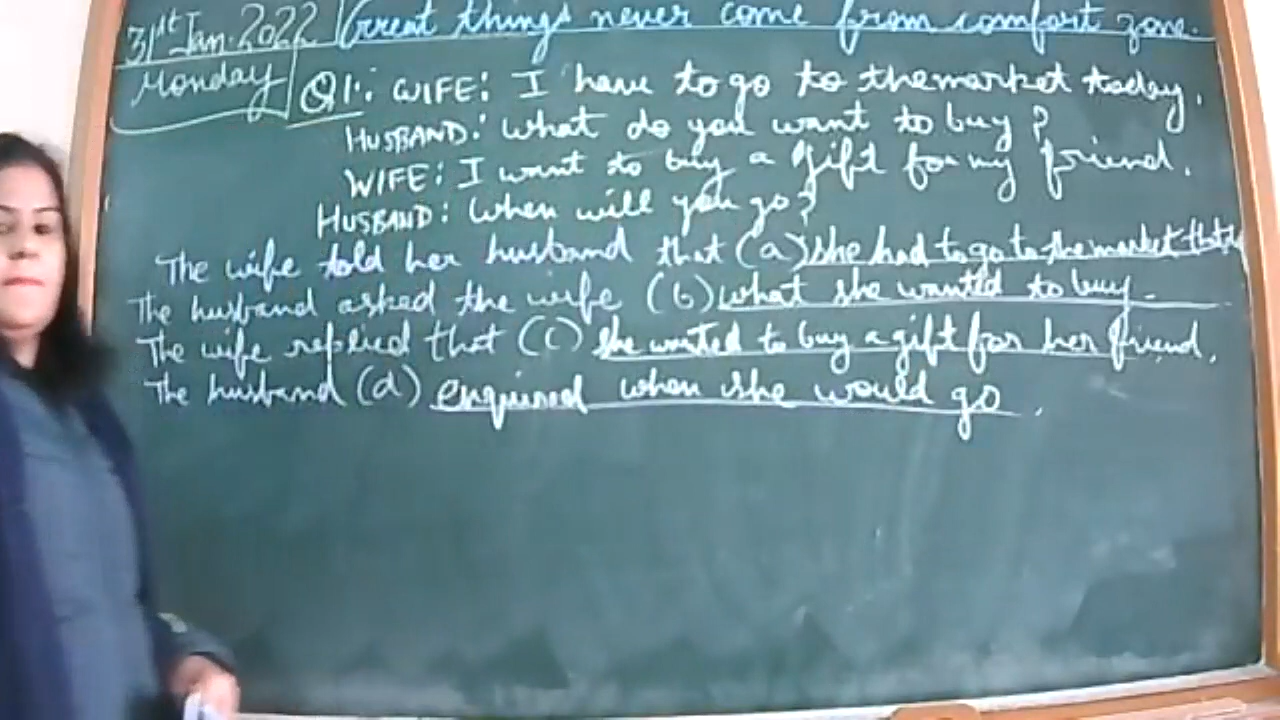 31st Jan. 2022 Great things never come from comfort zone.
Monday
Q1: WIFE: I have to go to the market today.
HUSBAND: What do you want to buy?
WIFE: I want to buy a gift for my friend.
HUSBAND: When will you go?
The wife told her husband that (a) she had to go to the market that
The husband asked the wife (b) what she wanted to buy.
The wife replied that (c) she wanted to buy a gift for her friend.
The husband (d) enquired when she would go.